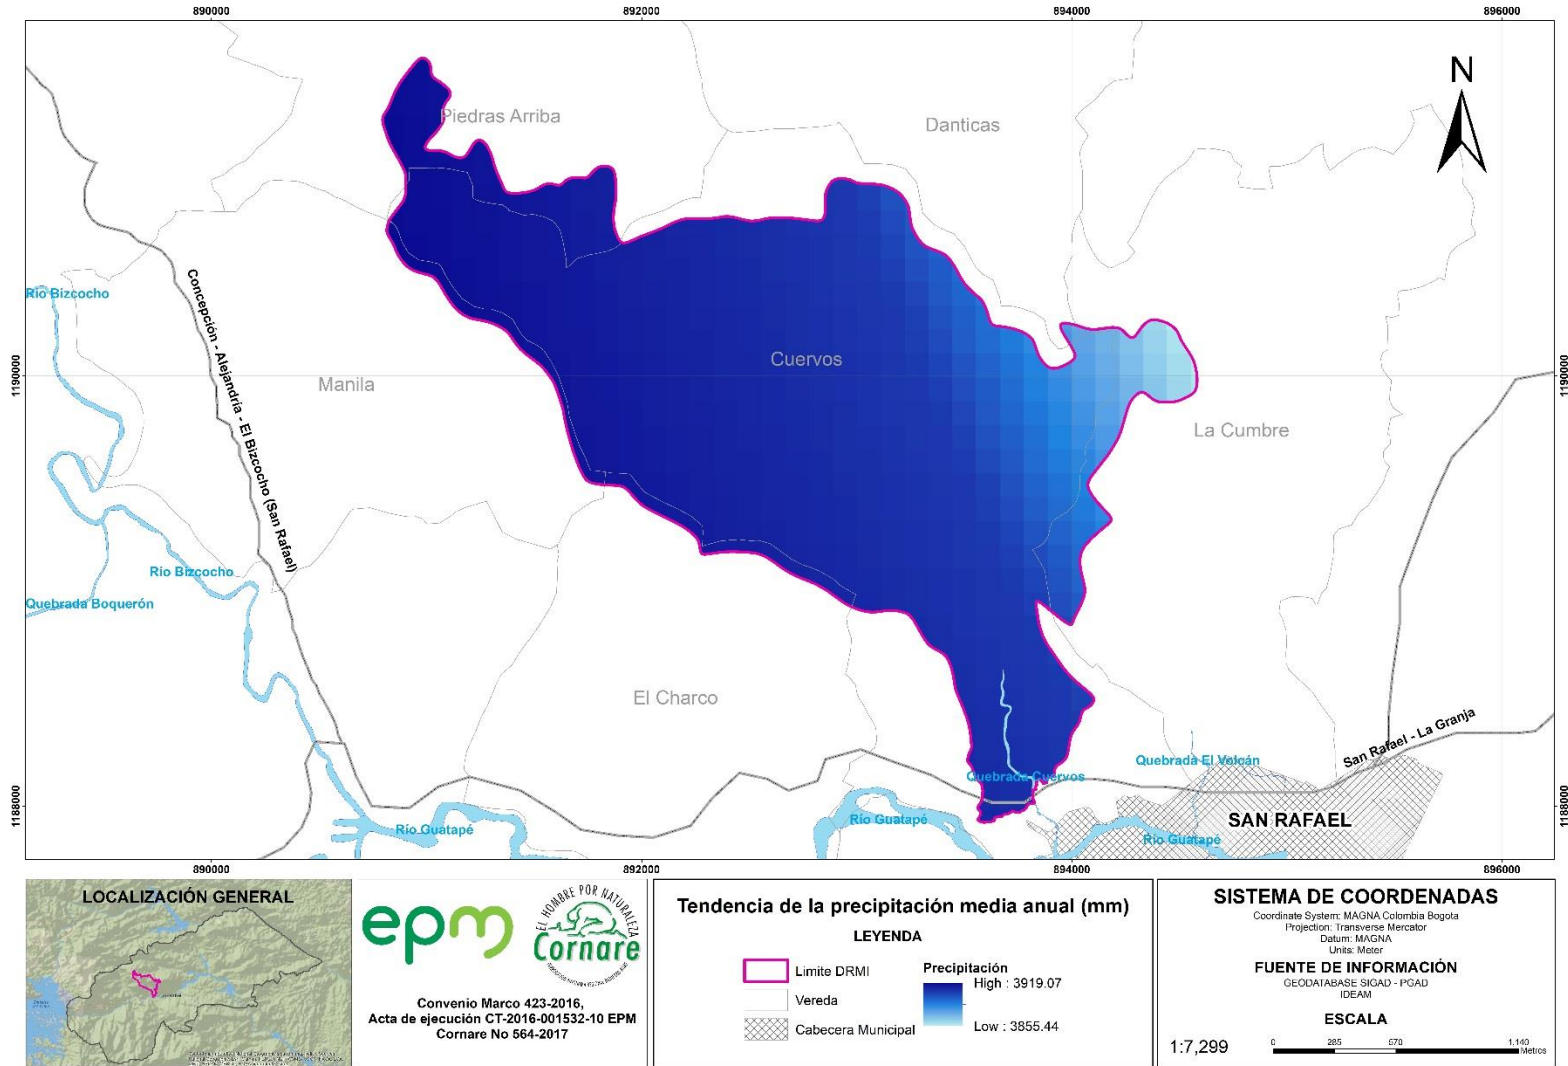 890000
892000
894000
896000
N
Piedras Arriba
Danticas
Río Bizcocho
Concepción - Alejandría - El Bizcocho (San Rafael)
Cuervos
1190000
1190000
Manila
La Cumbre
Río Bizcocho
Quebrada Boquerón
El Charco
San Rafael - La Granja
Quebrada El Volcán
Quebrada Cuervos
1188000
1188000
Río Guatapé
Río Guatapé
SAN RAFAEL
Río Guatapé
890000
892000
894000
896000
LOCALIZACIÓN GENERAL
epm
EL HOMBRE POR NATURALEZA
Cornare
Convenio Marco 423-2016,
Acta de ejecución CT-2016-001532-10 EPM
Cornare No 564-2017
Tendencia de la precipitación media anual (mm)
LEYENDA
Limite DRMI
Vereda
Cabecera Municipal
Precipitación
High : 3919.07
Low : 3855.44
SISTEMA DE COORDENADAS
Coordinate System: MAGNA Colombia Bogota
Projection: Transverse Mercator
Datum: MAGNA
Units: Meter
FUENTE DE INFORMACIÓN
GEODATABASE SIGAD - PGAD
IDEAM
ESCALA
1:7,299
0 285 570 1.140
Metros